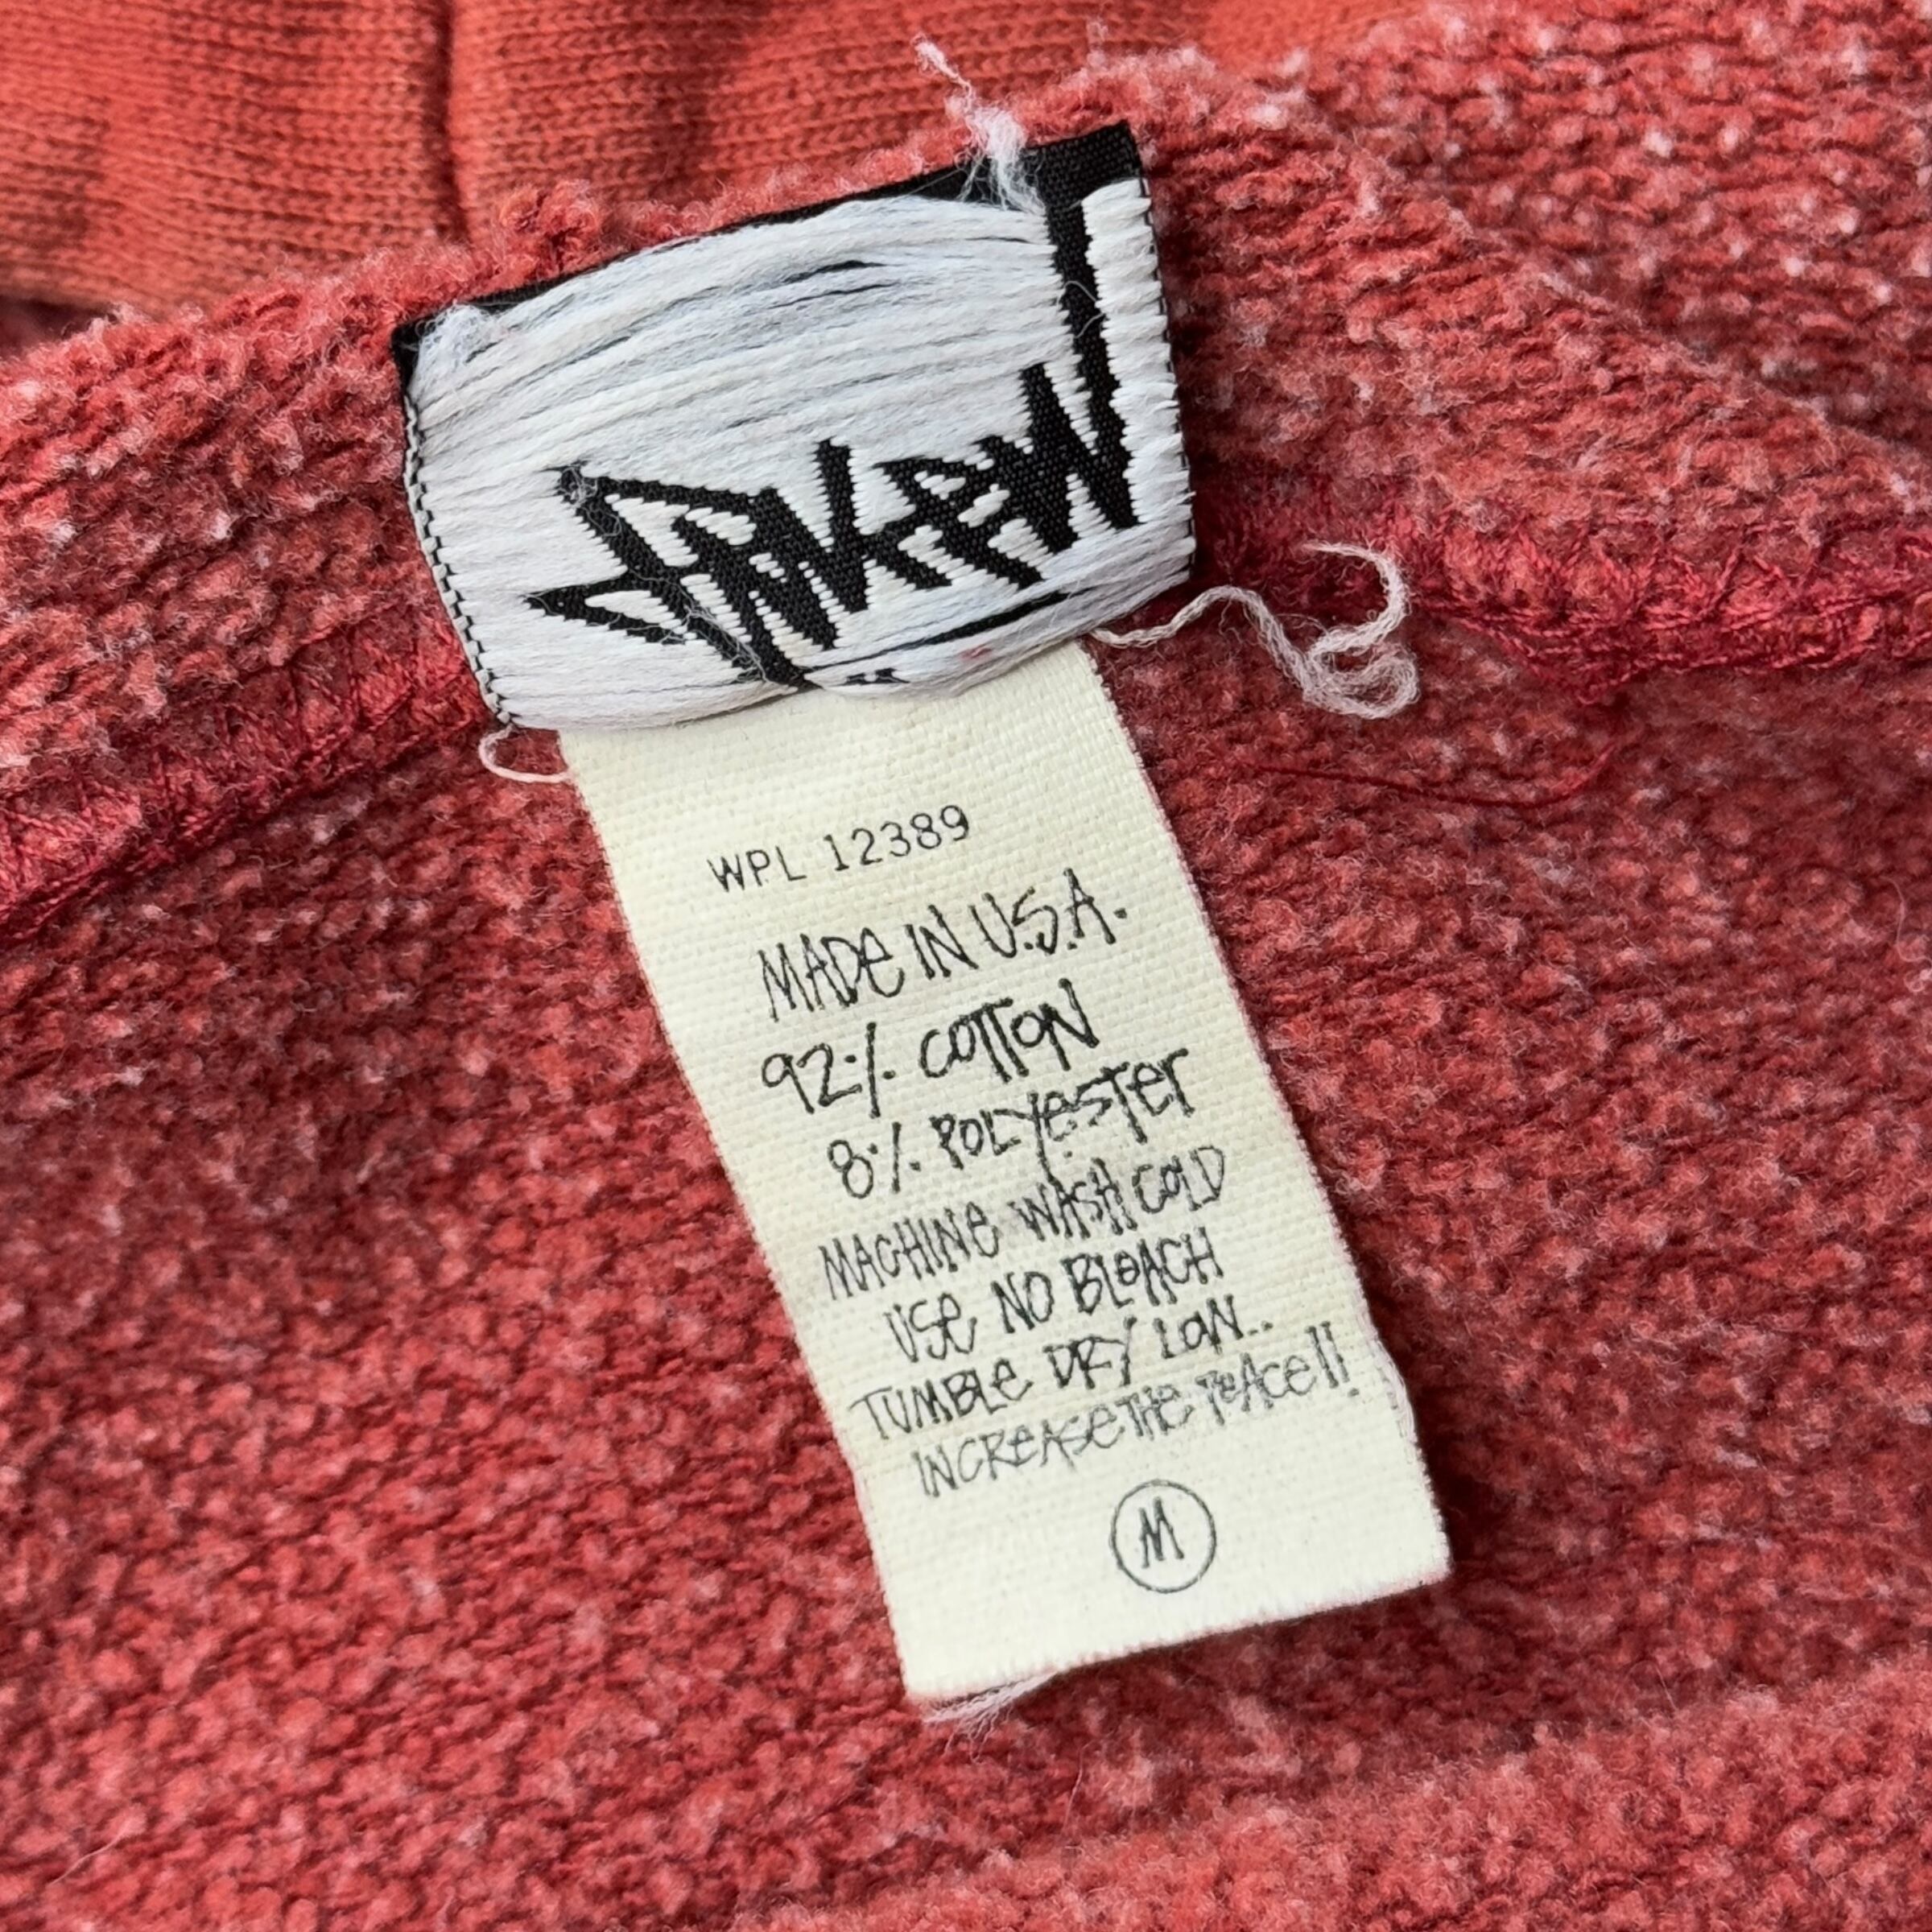 WPL 12389
MADE IN U.S.A.
92% COTTON
8% POLYESTER
MACHINE WASH COLD
USE NO BLEACH
TUMBLE DRY LOW..
INCREASE THE PEACE!!
M